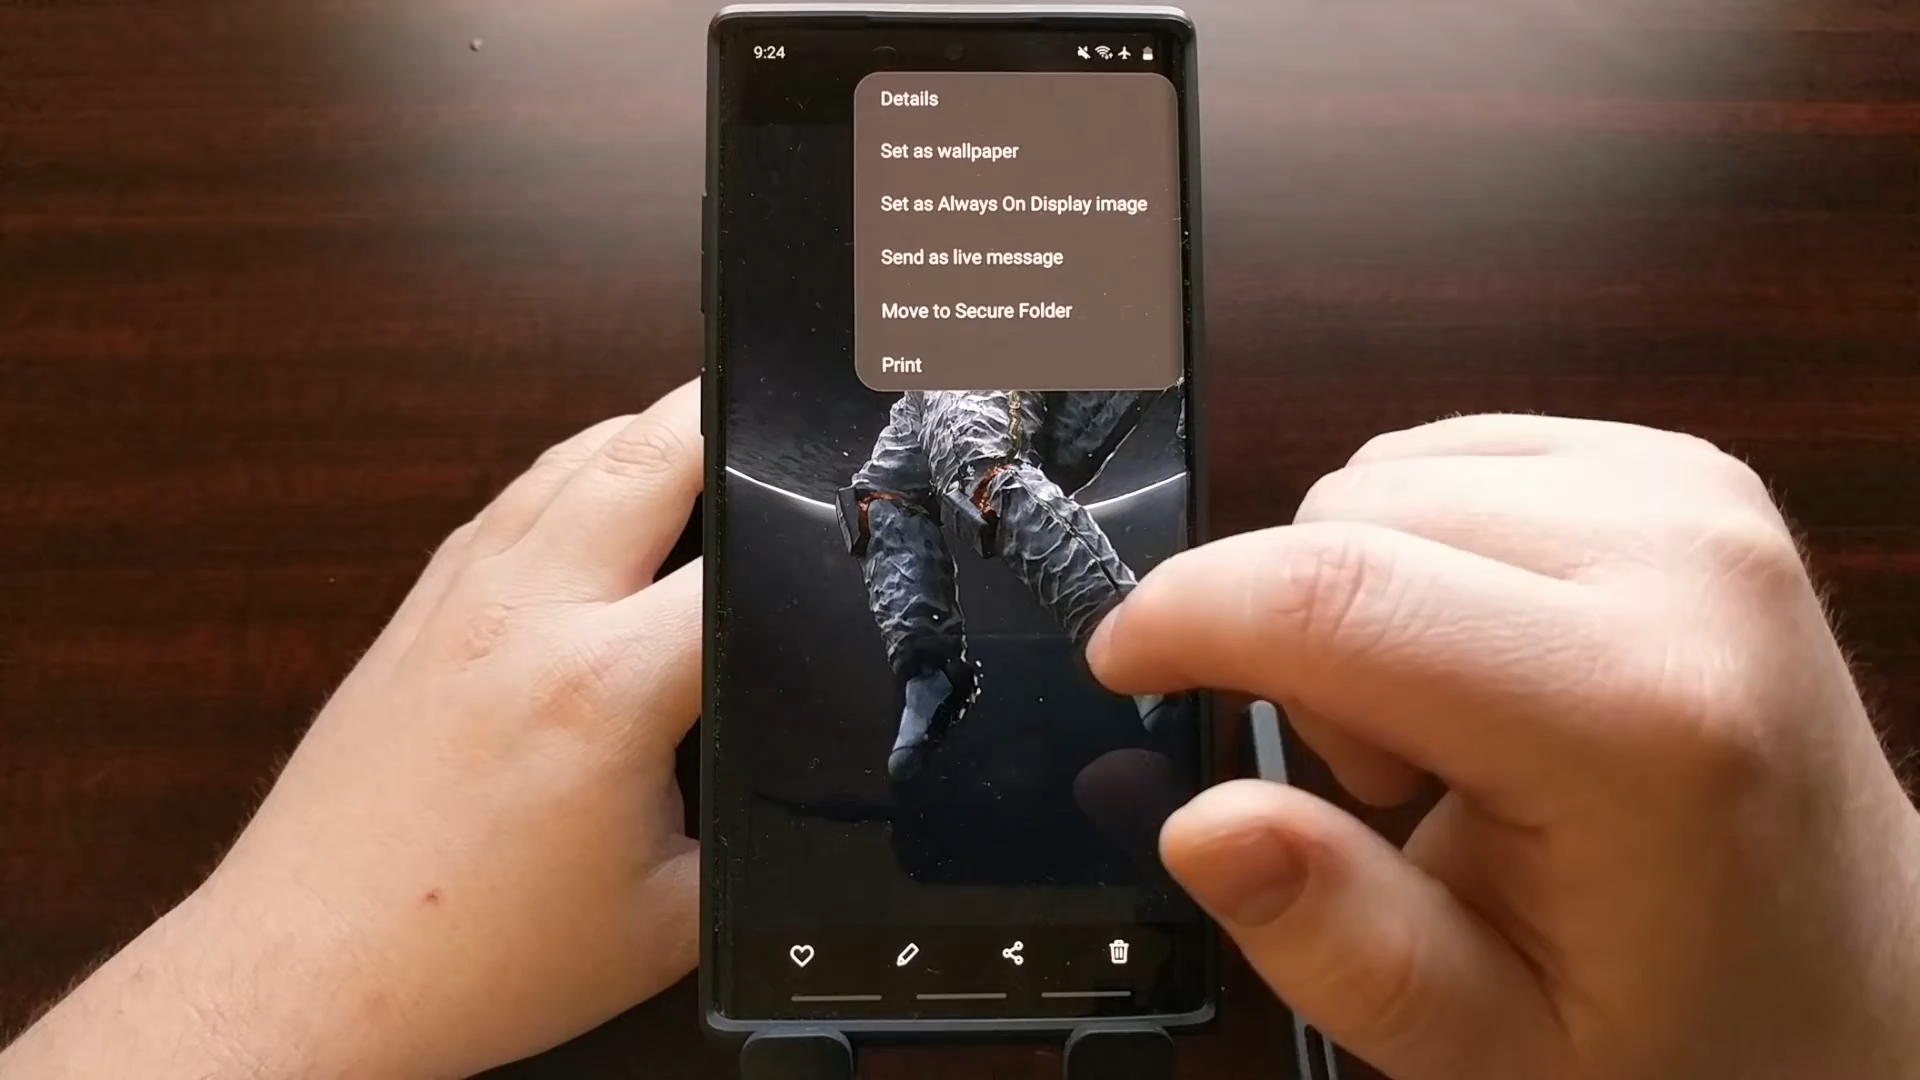 9:24
Details
Set as wallpaper
Set as Always On Display image
Send as live message
Move to Secure Folder
Print